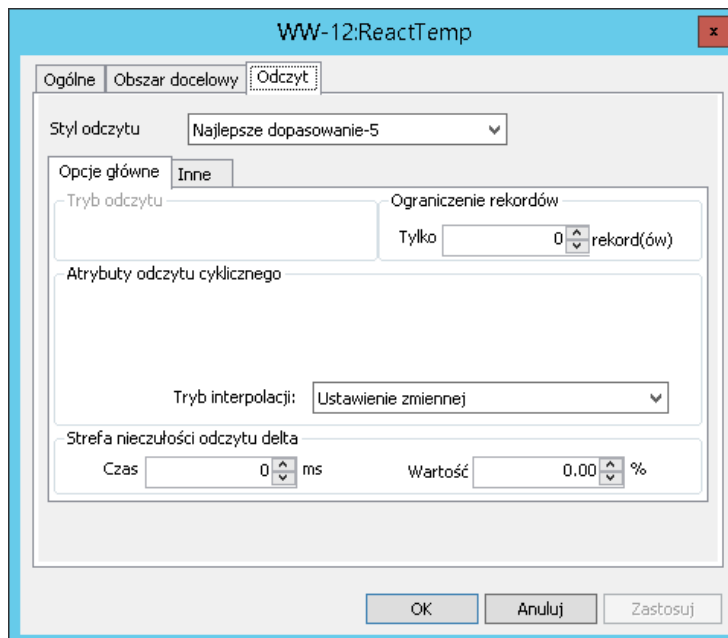 WW-12:ReactTemp
x
Ogólne Obszar docelowy Odczyt
Styl odczytu Najlepsze dopasowanie-5
Opcje główne Inne
Tryb odczytu Ograniczenie rekordów
Tylko 0 rekord(ów)
Atrybuty odczytu cyklicznego
Tryb interpolacji: Ustawienie zmiennej
Strefa nieczułości odczytu delta
Czas 0 ms Wartość 0.00 %
OK Anuluj Zastosuj